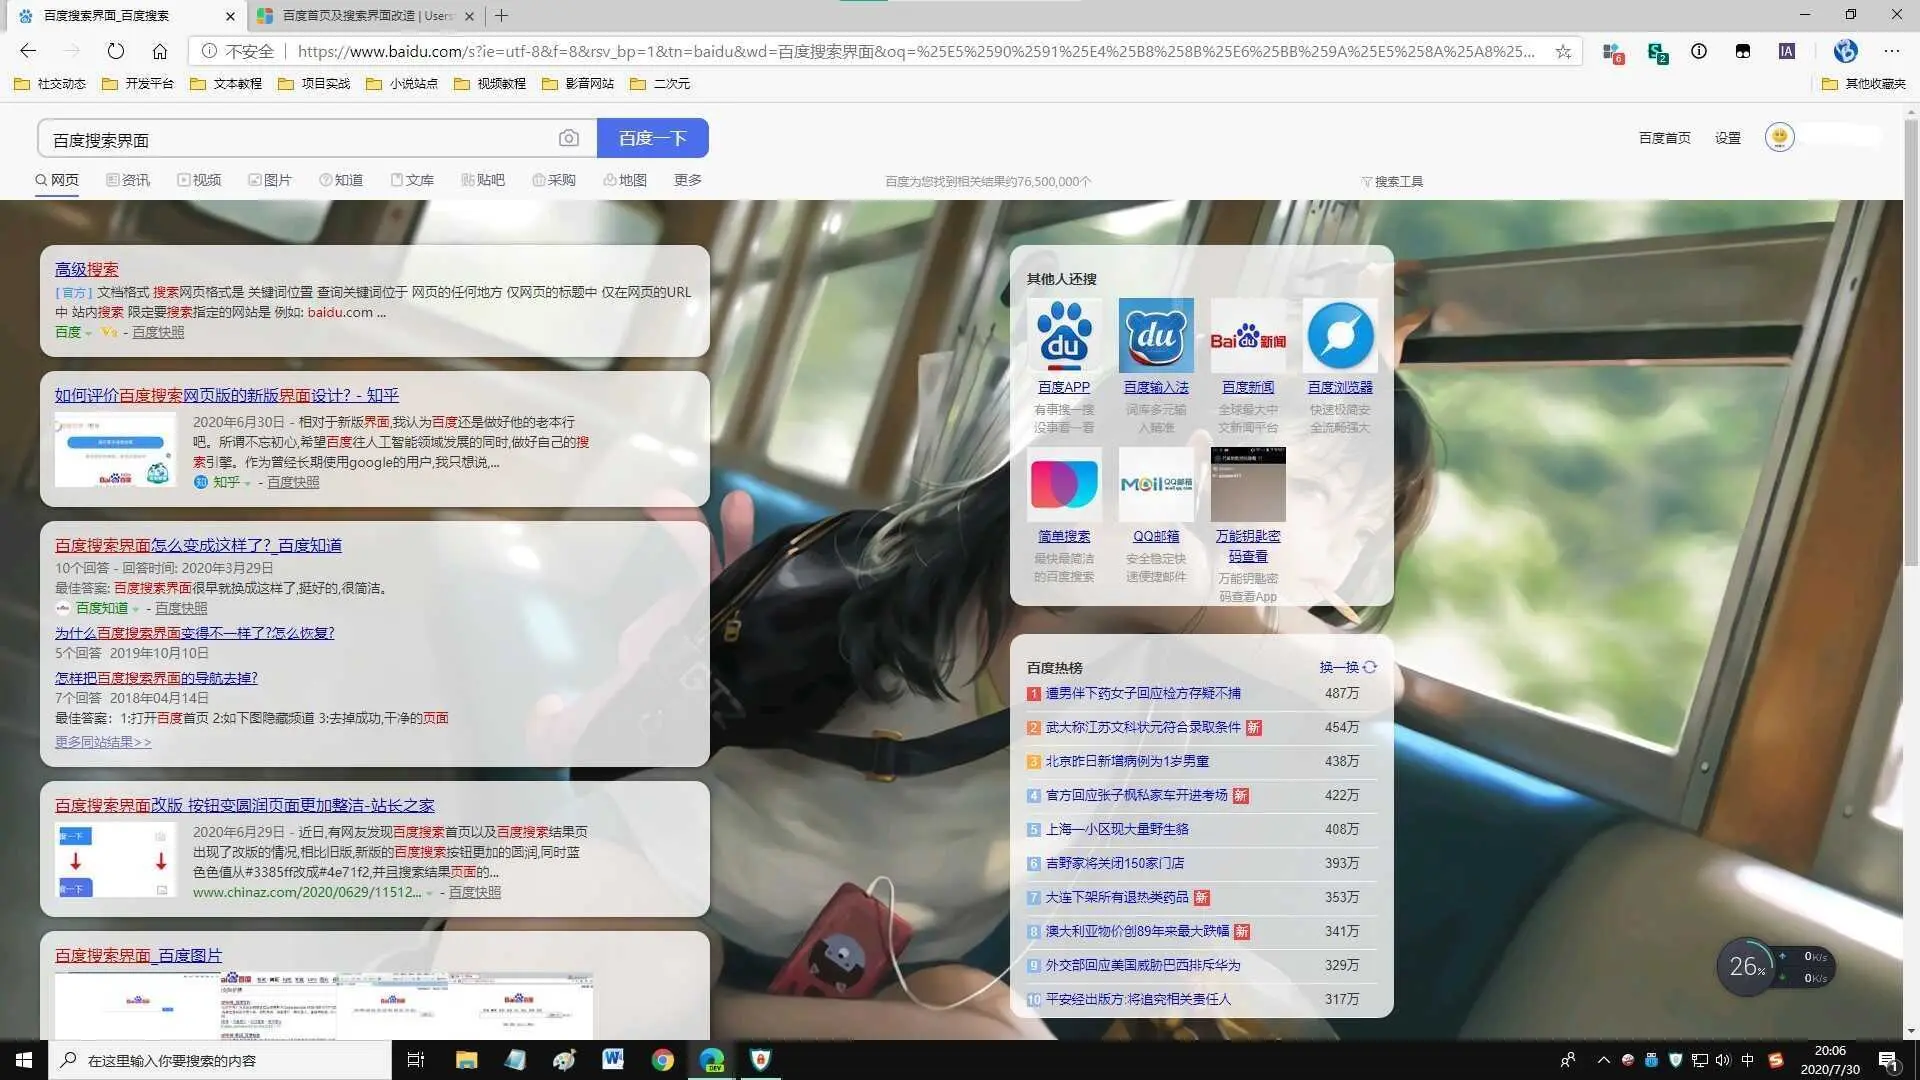 百度搜索界面_百度搜索
百度首页及搜索界面改造 | Users
不安全 | https://www.baidu.com/s?ie=utf-8&f=8&rsv_bp=1&tn=baidu&wd=百度搜索界面&oq=%25E5%2590%2591%25E4%25B8%258B%25E6%25BB%259A%25E5%258A%25A8%25...
6
2
IA
社交动态 开发平台 文本教程 项目实战 小说站点 视频教程 影音网站 二次元 其他收藏夹
百度搜索界面
百度一下
百度首页 设置
网页 资讯 视频 图片 知道 文库 贴吧 采购 地图 更多
百度为您找到相关结果约76,500,000个
搜索工具
高级搜索
[官方] 文档格式 搜索网页格式是 关键词位置 查询关键词位于 网页的任何地方 仅网页的标题中 仅在网页的URL
中 站内搜索 限定要搜索指定的网站是 例如: baidu.com ...
百度 - 百度快照
如何评价百度搜索网页版的新版界面设计? - 知乎
2020年6月30日 - 相对于新版界面,我认为百度还是做好他的老本行
吧。所谓不忘初心,希望百度往人工智能领域发展的同时,做好自己的搜
索引擎。作为曾经长期使用google的用户,我只想说,...
知 知乎 - 百度快照
百度搜索界面怎么变成这样了?_百度知道
10个回答 - 回答时间: 2020年3月29日
最佳答案: 百度搜索界面很早就换成这样了,挺好的,很简洁。
百度知道 - 百度快照
为什么百度搜索界面变得不一样了?怎么恢复?
5个回答 2019年10月10日
怎样把百度搜索界面的导航去掉?
7个回答 2018年04月14日
最佳答案：1:打开百度首页 2:如下图隐藏频道 3:去掉成功,干净的页面
更多同站结果>>
百度搜索界面改版 按钮变圆润页面更加整洁-站长之家
2020年6月29日 - 近日,有网友发现百度搜索首页以及百度搜索结果页
出现了改版的情况,相比旧版,新版的百度搜索按钮更加的圆润,同时蓝
色色值从#3385ff改成#4e71f2,并且搜索结果页面的...
www.chinaz.com/2020/0629/11512... - 百度快照
百度搜索界面_百度图片
其他人还搜
du
du
Bai du 新闻
百度APP 百度输入法 百度新闻 百度浏览器
有事搜一搜 词库多元输 全球最大中 快速极简安
没事看一看 入精准 文新闻平台 全流畅强大
Mail QQ邮箱
简单搜索 QQ邮箱 万能钥匙密
码查看
最快最简洁 安全稳定快 万能钥匙密
的百度搜索 速便捷邮件 码查看App
百度热榜 换一换
1 遭男伴下药女子回应检方存疑不捕 487万
2 武大称江苏文科状元符合录取条件 新 454万
3 北京昨日新增病例为1岁男童 438万
4 官方回应张子枫私家车开进考场 新 422万
5 上海一小区现大量野生貉 408万
6 吉野家将关闭150家门店 393万
7 大连下架所有退热类药品 新 353万
8 澳大利亚物价创89年来最大跌幅 新 341万
9 外交部回应美国威胁巴西排斥华为 329万
10 平安经出版方:将追究相关责任人 317万
26%
0K/s
0K/s
在这里输入你要搜索的内容
DEV
中
20:06
2020/7/30
1